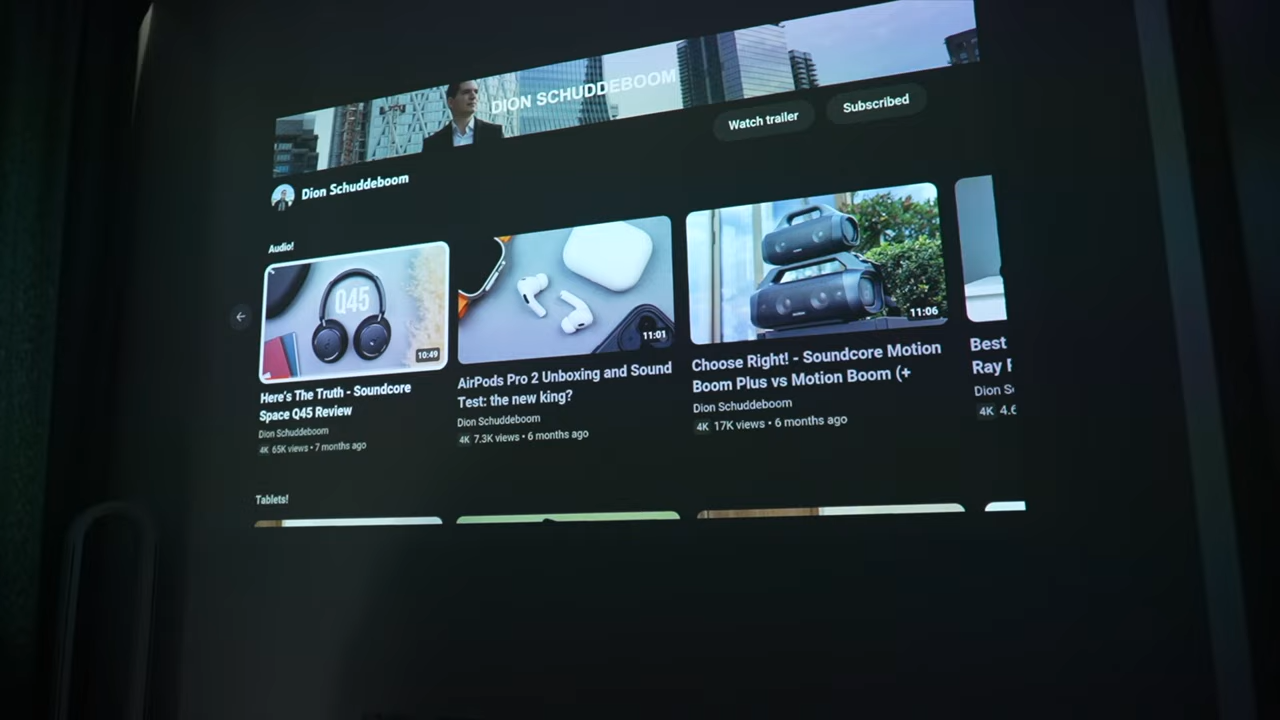 DION SCHUDDEBOOM
Watch trailer
Subscribed
Dion Schuddeboom
Audio!
Q45
10:49
11:01
11:06
Here's The Truth - Soundcore
Space Q45 Review
Dion Schuddeboom
4K 65K views • 7 months ago
AirPods Pro 2 Unboxing and Sound
Test: the new king?
Dion Schuddeboom
4K 7.3K views • 6 months ago
Choose Right! - Soundcore Motion
Boom Plus vs Motion Boom (+
Dion Schuddeboom
4K 17K views • 6 months ago
Best
Ray
Dion
4K 4.6
Tablets!